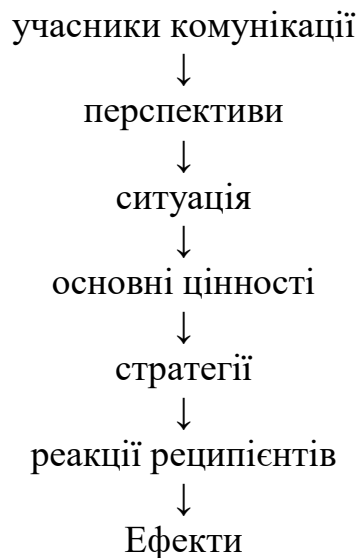 учасники комунікації
↓
перспективи
↓
ситуація
↓
основні цінності
↓
стратегії
↓
реакції реципієнтів
↓
Ефекти